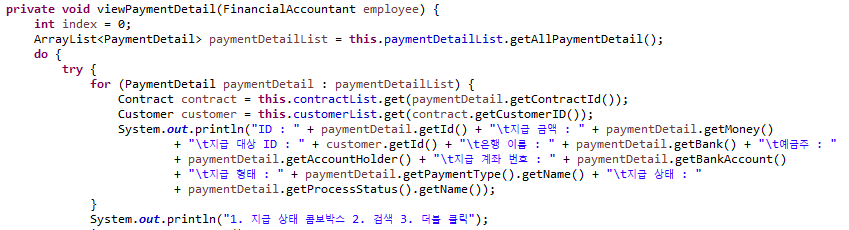 private void viewPaymentDetail(FinancialAccountant employee) {
int index = 0;
ArrayList<PaymentDetail> paymentDetailList = this.paymentDetailList.getAllPaymentDetail();
do {
try {
for (PaymentDetail paymentDetail : paymentDetailList) {
Contract contract = this.contractList.get(paymentDetail.getContractId());
Customer customer = this.customerList.get(contract.getCustomerID());
System.out.println("ID : " + paymentDetail.getId() + "\t지급 금액 : " + paymentDetail.getMoney()
+ "\t지급 대상 ID : " + customer.getId() + "\t은행 이름 : " + paymentDetail.getBank() + "\t예금주 : "
+ paymentDetail.getAccountHolder() + "\t지급 계좌 번호 : " + paymentDetail.getBankAccount()
+ "\t지급 형태 : " + paymentDetail.getPaymentType().getName() + "\t지급 상태 : "
+ paymentDetail.getProcessStatus().getName());
}
System.out.println("1. 지급 상태 콤보박스 2. 검색 3. 더블 클릭");